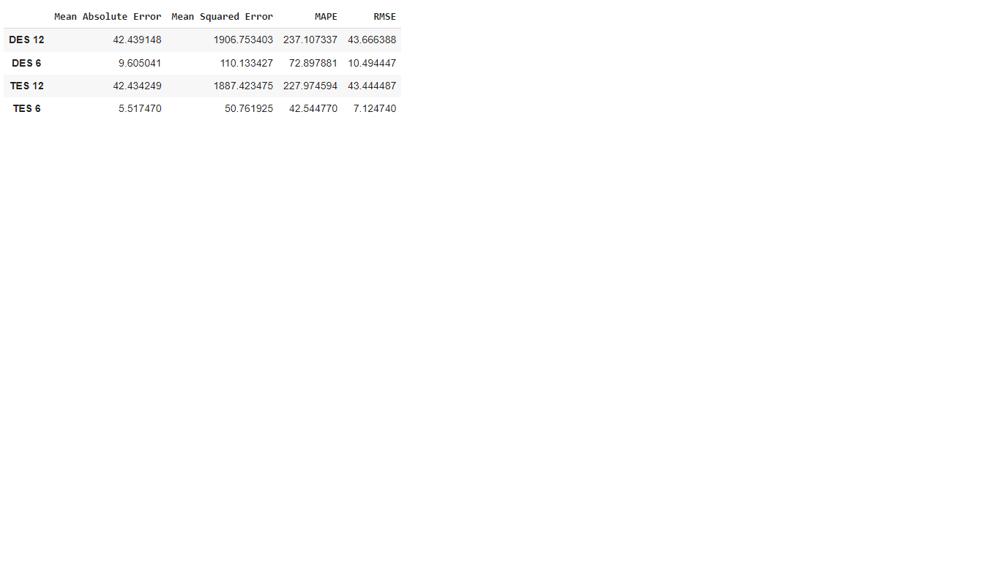 Mean Absolute Error Mean Squared Error MAPE RMSE
DES 12 42.439148 1906.753403 237.107337 43.666388
DES 6 9.605041 110.133427 72.897881 10.494447
TES 12 42.434249 1887.423475 227.974594 43.444487
TES 6 5.517470 50.761925 42.544770 7.124740